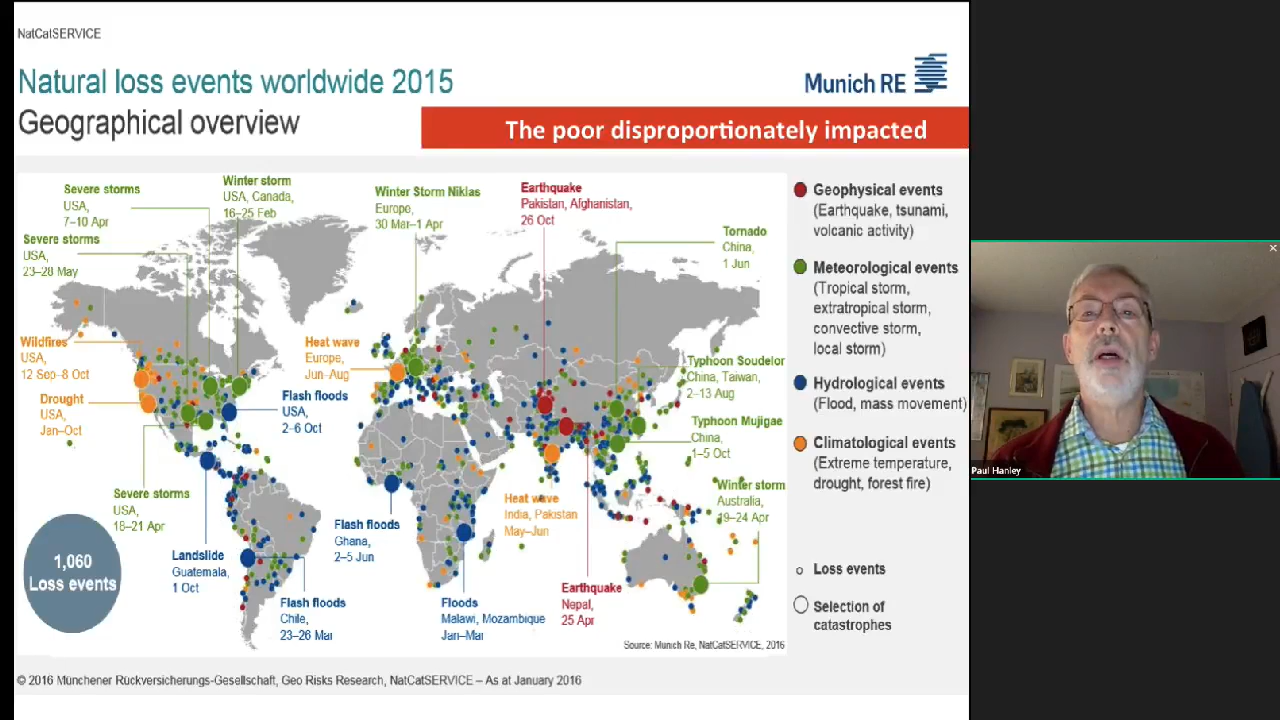 NatCatSERVICE
Natural loss events worldwide 2015
Geographical overview
Munich RE
The poor disproportionately impacted
Severe storms
USA,
7–10 Apr
Winter storm
USA, Canada,
16–25 Feb
Winter Storm Niklas
Europe,
30 Mar–1 Apr
Earthquake
Pakistan, Afghanistan,
26 Oct
Tornado
China,
1 Jun
Severe storms
USA,
23–28 May
Wildfires
USA,
12 Sep–8 Oct
Drought
USA,
Jan–Oct
Heat wave
Europe,
Jun–Aug
Flash floods
USA,
2–6 Oct
Typhoon Soudelor
China, Taiwan,
2–13 Aug
Typhoon Mujigae
China,
1–5 Oct
Winter storm
Australia,
19–24 Apr
Severe storms
USA,
18–21 Apr
Landslide
Guatemala,
1 Oct
Flash floods
Chile,
23–26 Mar
Flash floods
Ghana,
2–5 Jun
Floods
Malawi, Mozambique
Jan–Mar
Heat wave
India, Pakistan
May–Jun
Earthquake
Nepal,
25 Apr
1,060
Loss events
Source: Munich Re, NatCatSERVICE, 2016
Geophysical events
(Earthquake, tsunami,
volcanic activity)
Meteorological events
(Tropical storm,
extratropical storm,
convective storm,
local storm)
Hydrological events
(Flood, mass movement)
Climatological events
(Extreme temperature,
drought, forest fire)
Loss events
Selection of
catastrophes
© 2016 Münchener Rückversicherungs-Gesellschaft, Geo Risks Research, NatCatSERVICE – As at January 2016
Paul Hanley